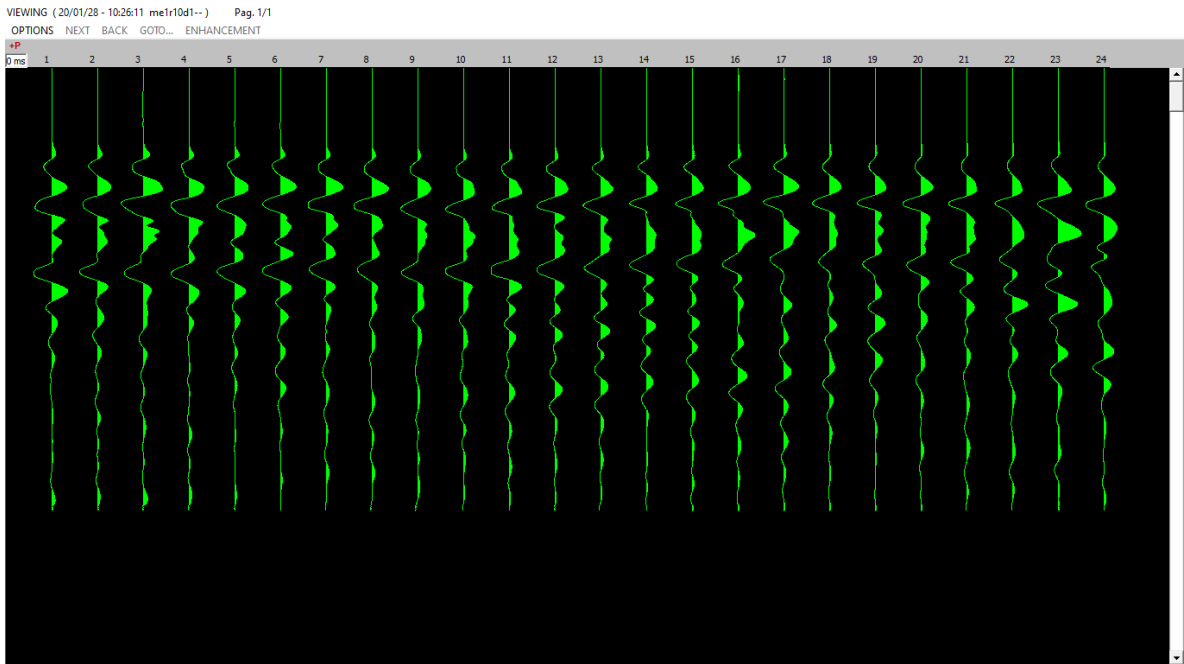 VIEWING ( 20/01/28 - 10:26:11 me1r10d1-- ) Pag. 1/1
OPTIONS NEXT BACK GOTO... ENHANCEMENT
+P
0 ms 1 2 3 4 5 6 7 8 9 10 11 12 13 14 15 16 17 18 19 20 21 22 23 24